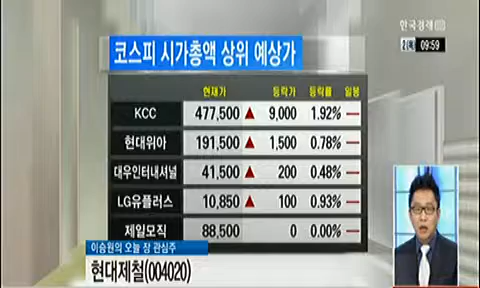 한국경제
2(목) 09:59
코스피 시가총액 상위 예상가
현재가 등락가 등락률 일봉
KCC 477,500 ▲ 9,000 1.92%
현대위아 191,500 ▲ 1,500 0.78%
대우인터내셔널 41,500 ▲ 200 0.48%
LG유플러스 10,850 ▲ 100 0.93%
제일모직 88,500 0 0.00%
이승원의 오늘 장 관심주
현대제철(004020)